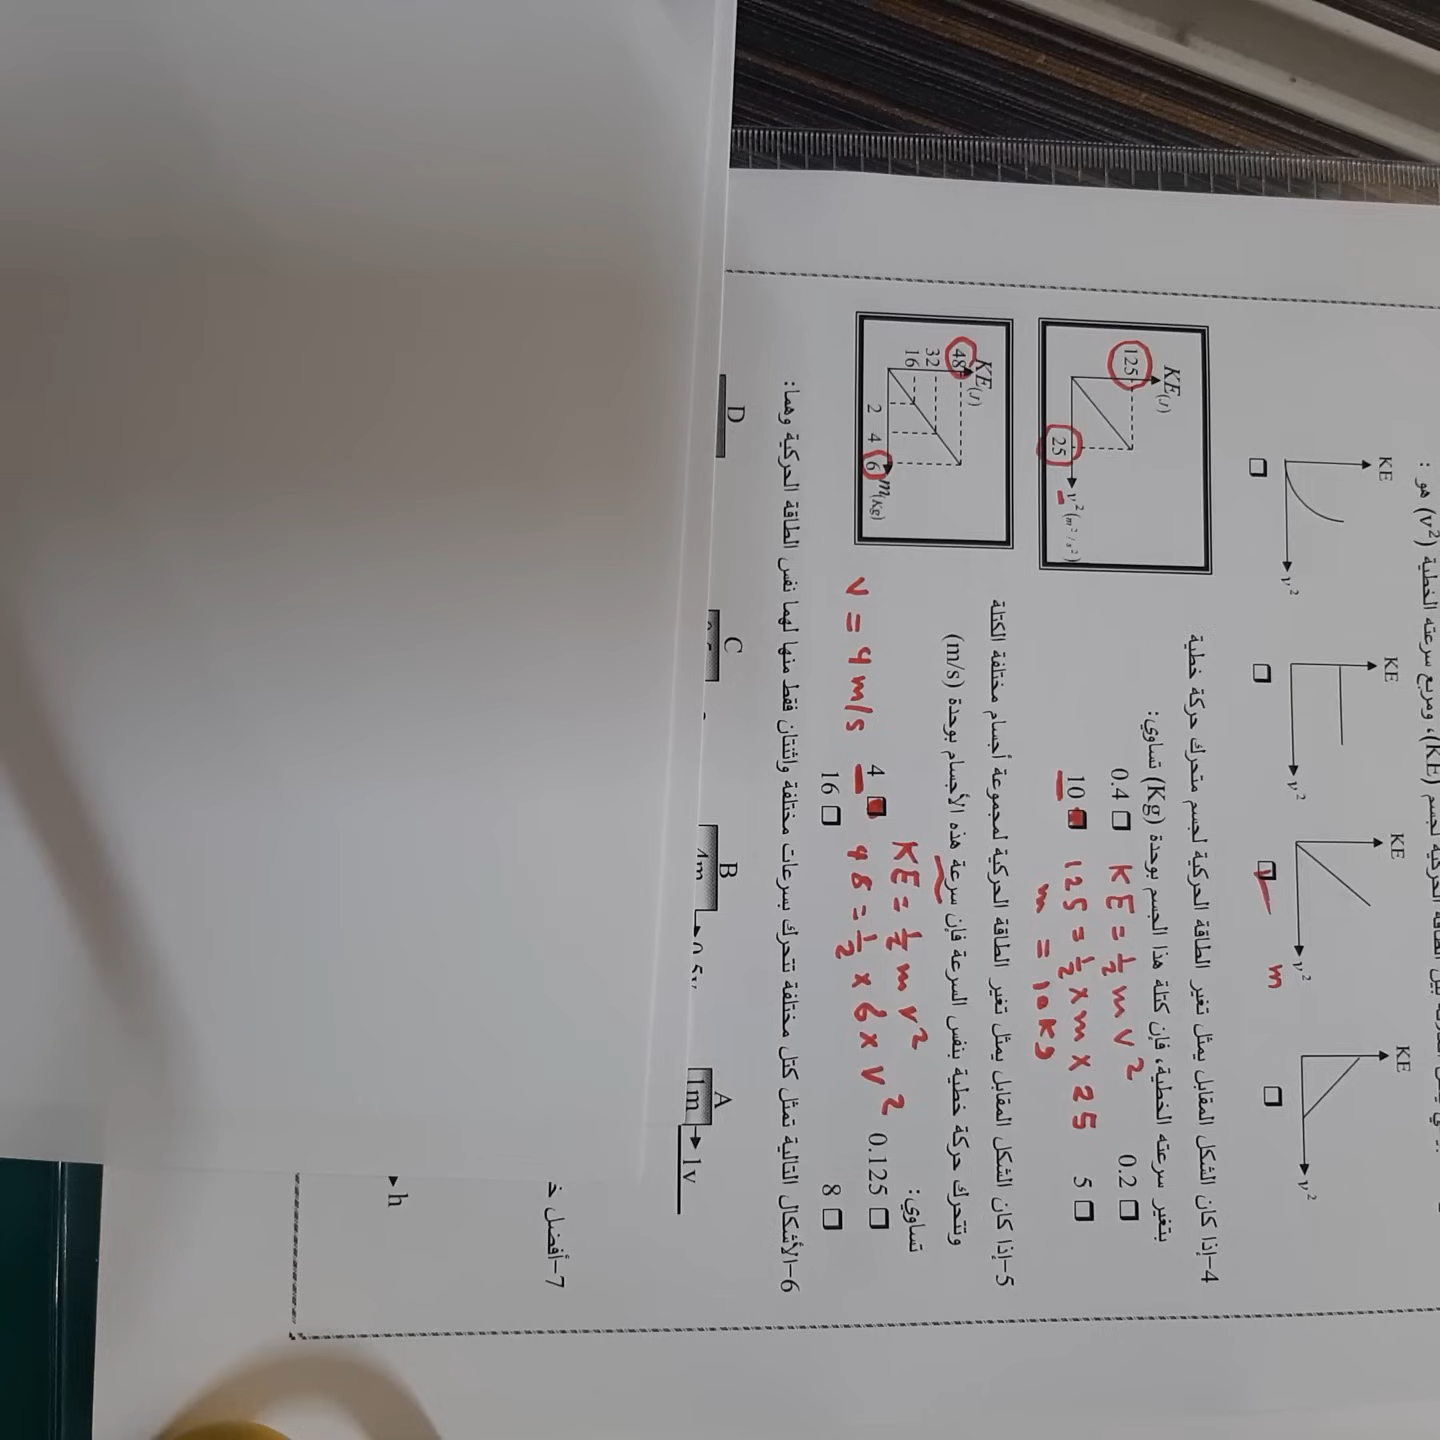 هو : (v²) ومربع سرعته الخطية ،(KE) لجسم
KE KE KE KE
v² v² v² v²
m
4-إذا كان الشكل المقابل يمثل تغير الطاقة الحركية لجسم متحرك حركة خطية
بتغير سرعته الخطية، فإن كتلة هذا الجسم بوحدة (Kg) تساوي:
0.2 □ 0.4 □
5 □ 10
KE = ½ m v²
125 = ½ × m × 25
m = 10 kg
KE(J)
125
25 v²(m²/s²)
5-إذا كان الشكل المقابل يمثل تغير الطاقة الحركية لمجموعة أجسام مختلفة الكتلة
وتتحرك حركة خطية بنفس السرعة فإن سرعة هذه الأجسام بوحدة (m/s)
تساوي:
0.125 □ 4
8 □ 16 □
KE = ½ m v²
48 = ½ × 6 × v²
v = 4 m/s
KE(J)
48
32
16
2 4 6 m(Kg)
6-الأشكال التالية تمثل كتل مختلفة تتحرك بسرعات مختلفة واثنتان فقط منها لهما نفس الطاقة الحركية وهما:
A B C D
1m 1v 4m 0.5v
7-أفضل
h